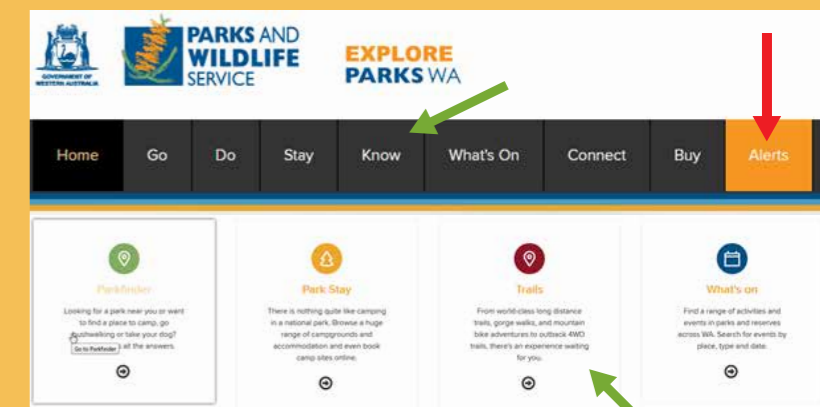 GOVERNMENT OF
WESTERN AUSTRALIA
PARKS AND
WILDLIFE
SERVICE
EXPLORE
PARKS WA
Home Go Do Stay Know What's On Connect Buy Alerts
Parkfinder
Looking for a park near you or want
to find a place to camp, go
bushwalking or take your dog?
all the answers.
Go to Parkfinder
Park Stay
There is nothing quite like camping
in a national park. Browse a huge
range of campgrounds and
accommodation and even book
camp sites online.
Trails
From world-class long distance
trails, gorge walks, and mountain
bike adventures to outback 4WD
trails, there's an experience waiting
for you.
What's on
Find a range of activities and
events in parks and reserves
across WA. Search for events by
place, type and date.